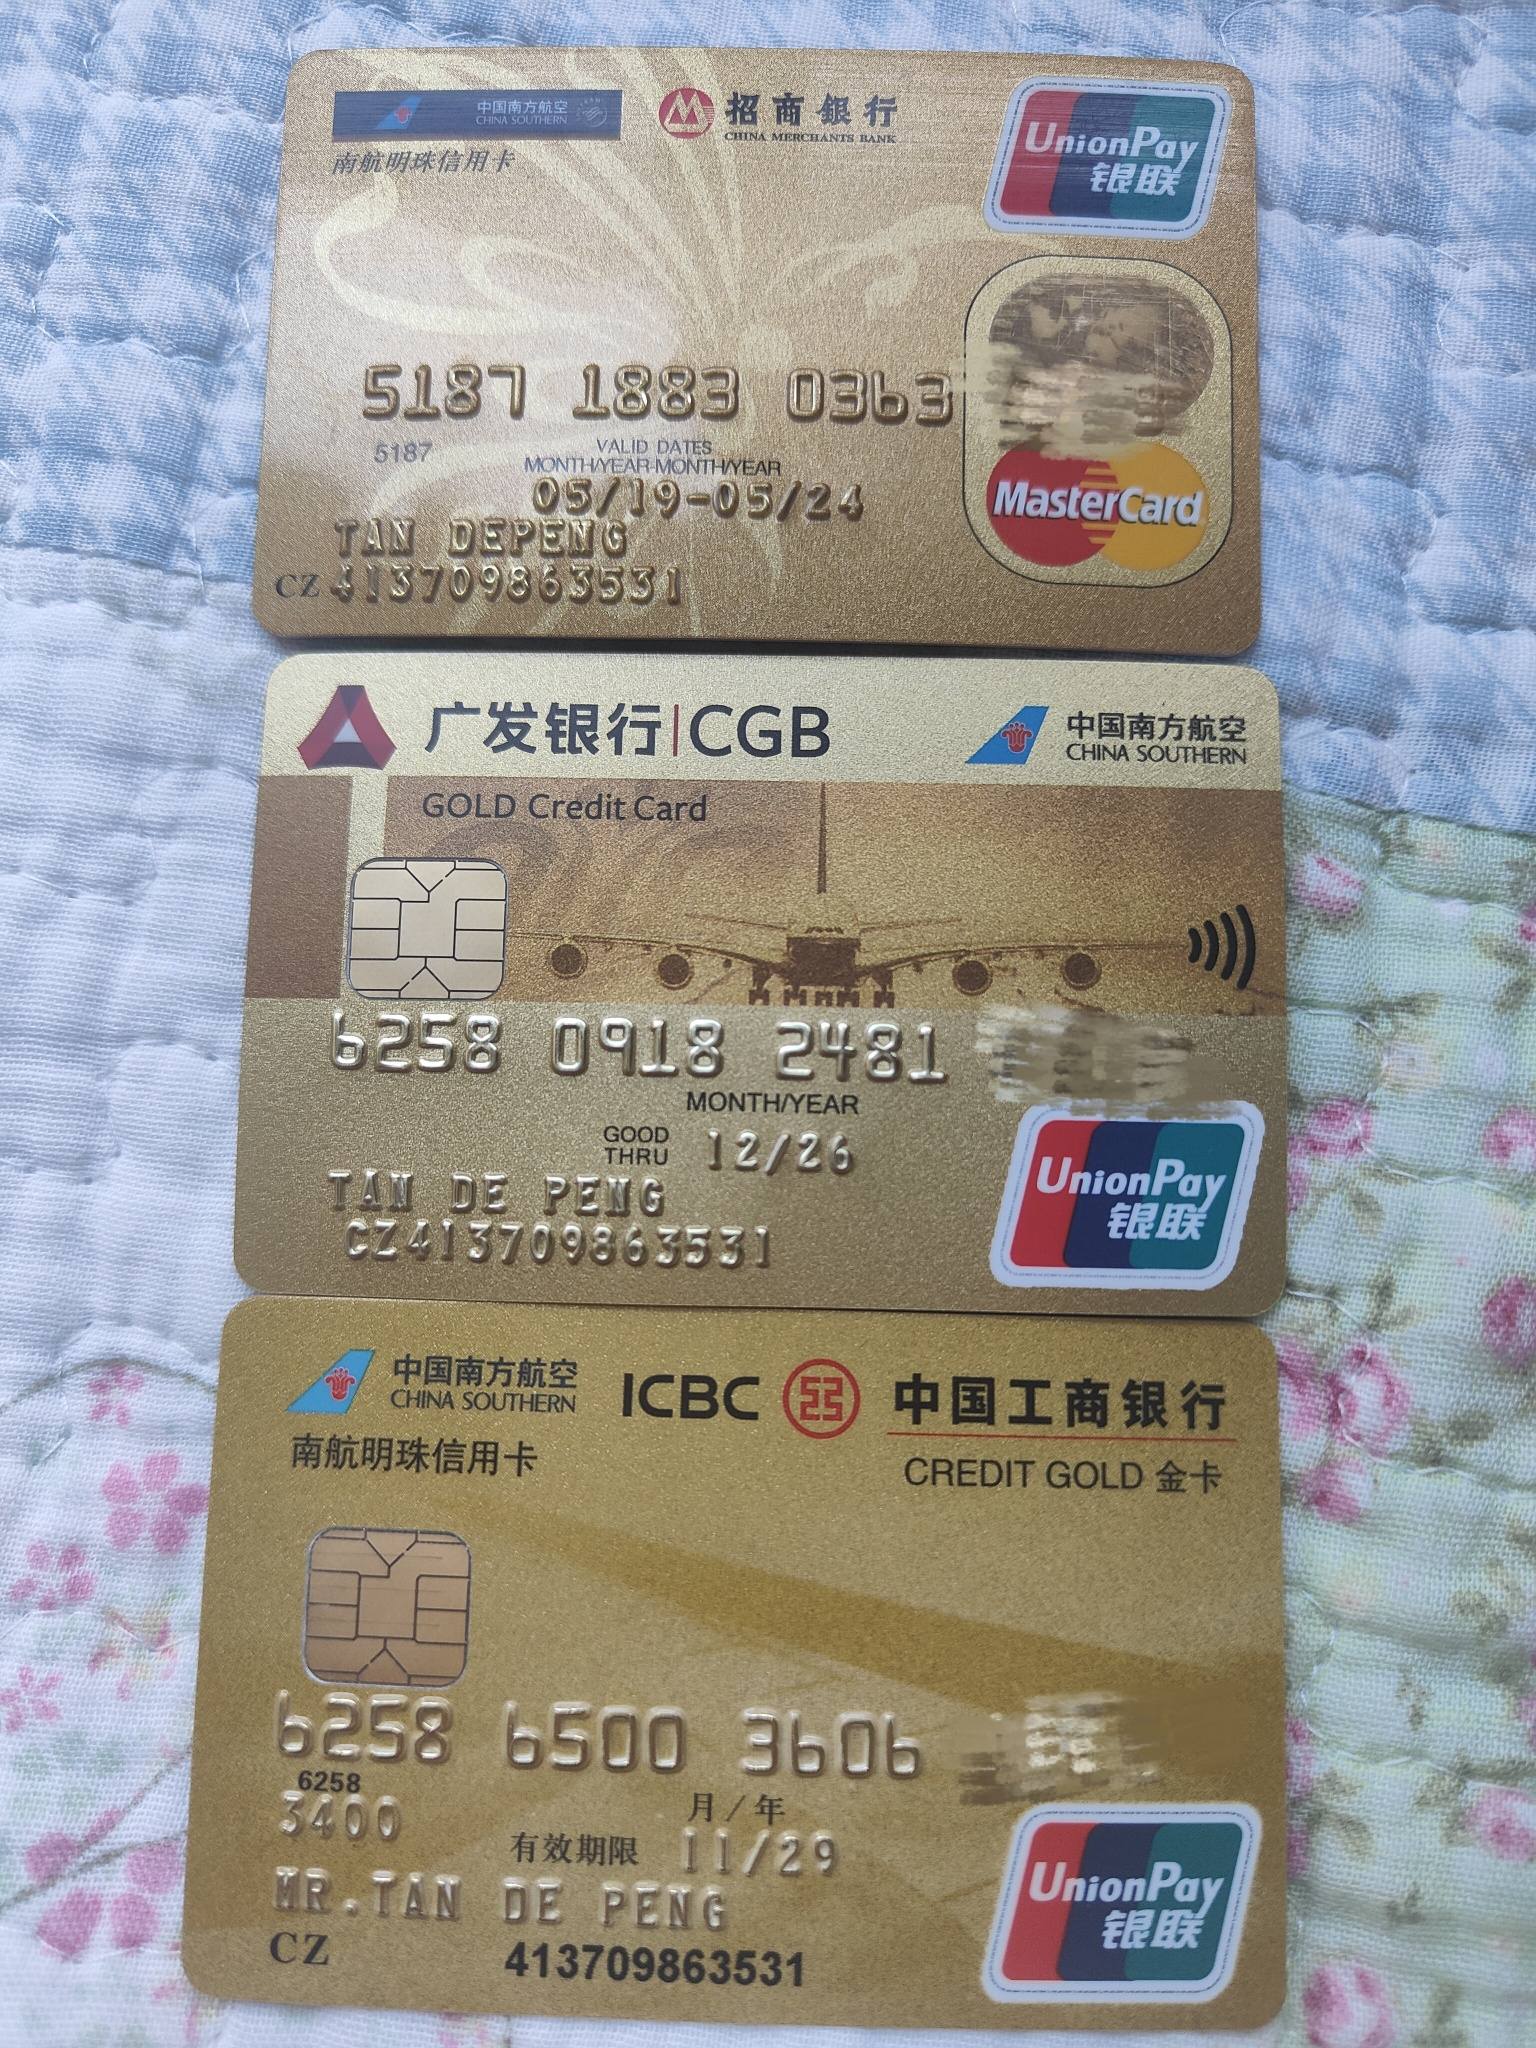 中国南方航空
CHINA SOUTHERN
南航明珠信用卡
招商銀行
CHINA MERCHANTS BANK
UnionPay
银联
5187 1883 0363
5187
VALID DATES
MONTH/YEAR-MONTH/YEAR
05/19-05/24
TAN DEPENG
CZ 413709863531
MasterCard
广发银行|CGB
中国南方航空
CHINA SOUTHERN
GOLD Credit Card
6258 0918 2481
MONTH/YEAR
GOOD
THRU 12/26
TAN DE PENG
CZ413709863531
UnionPay
银联
中国南方航空
CHINA SOUTHERN
南航明珠信用卡
ICBC 中国工商银行
CREDIT GOLD 金卡
6258 6500 3606
6258
3400
月/年
有效期限 11/29
MR.TAN DE PENG
CZ 413709863531
UnionPay
银联